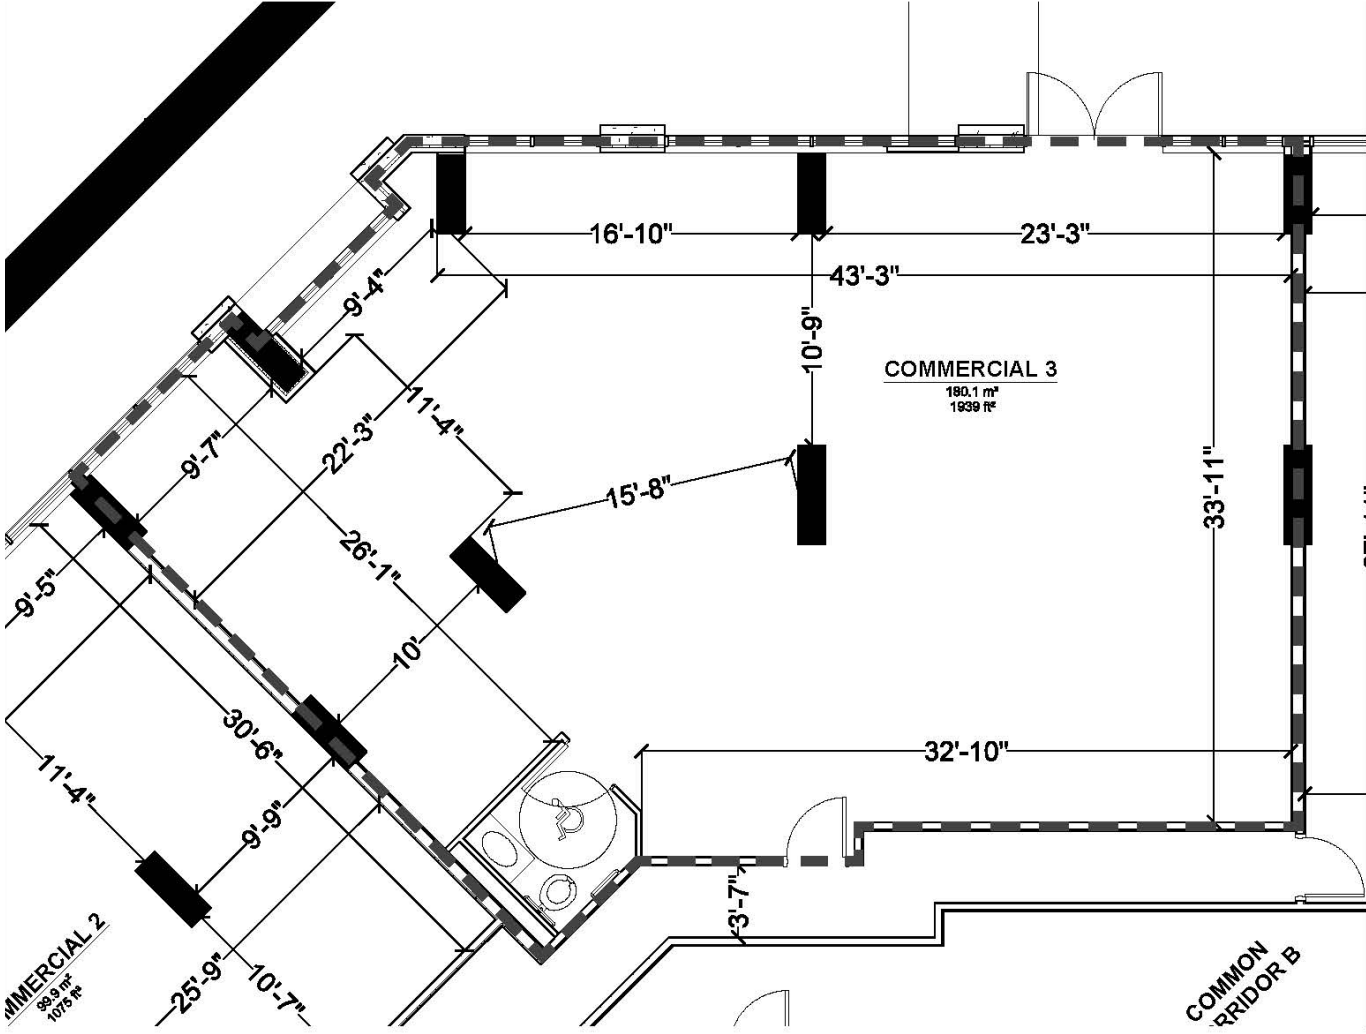 16'-10"
23'-3"
43'-3"
9'-4"
10'-9"
COMMERCIAL 3
180.1 m²
1939 ft²
11'-4"
22'-3"
9'-7"
33'-11"
15'-8"
26'-1"
9'-5"
10'
30'-6"
32'-10"
11'-4"
9'-9"
3'-7"
25'-9"
10'-7"
MMERCIAL 2
99.9 m²
1075 ft²
COMMON
RRIDOR B